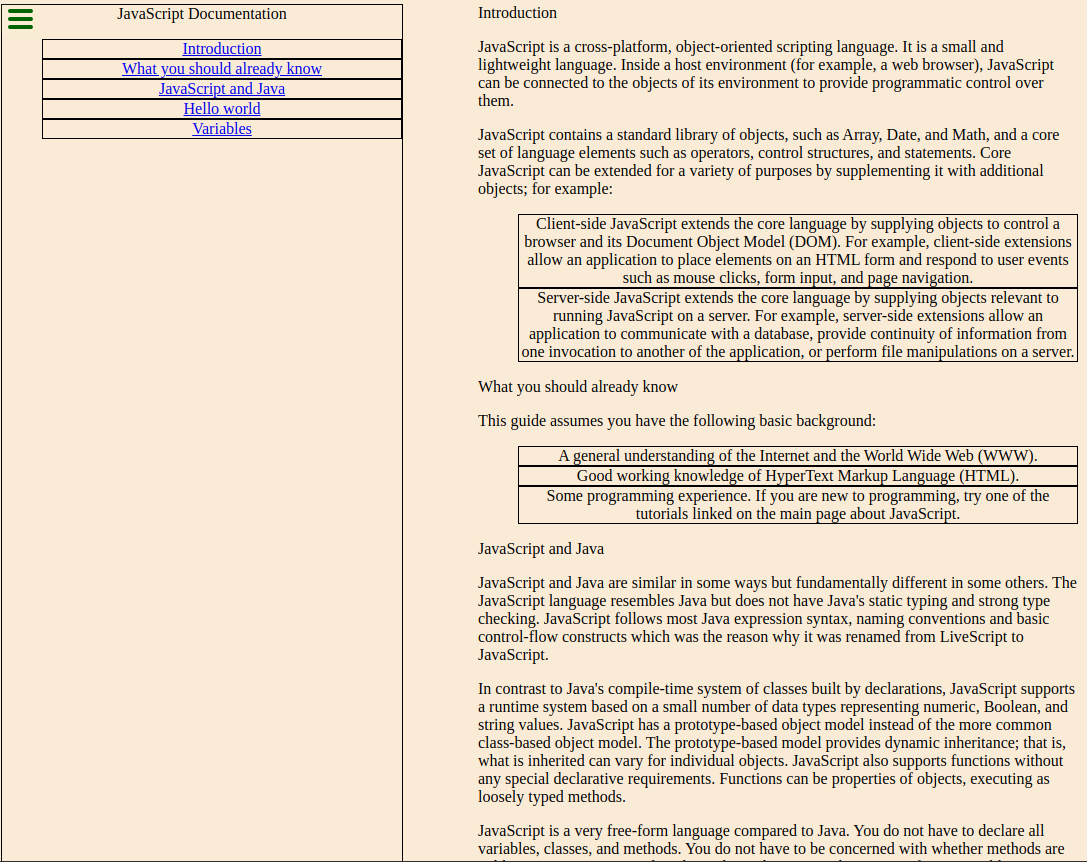 JavaScript Documentation
Introduction
What you should already know
JavaScript and Java
Hello world
Variables
Introduction
JavaScript is a cross-platform, object-oriented scripting language. It is a small and
lightweight language. Inside a host environment (for example, a web browser), JavaScript
can be connected to the objects of its environment to provide programmatic control over
them.
JavaScript contains a standard library of objects, such as Array, Date, and Math, and a core
set of language elements such as operators, control structures, and statements. Core
JavaScript can be extended for a variety of purposes by supplementing it with additional
objects; for example:
Client-side JavaScript extends the core language by supplying objects to control a
browser and its Document Object Model (DOM). For example, client-side extensions
allow an application to place elements on an HTML form and respond to user events
such as mouse clicks, form input, and page navigation.
Server-side JavaScript extends the core language by supplying objects relevant to
running JavaScript on a server. For example, server-side extensions allow an
application to communicate with a database, provide continuity of information from
one invocation to another of the application, or perform file manipulations on a server.
What you should already know
This guide assumes you have the following basic background:
A general understanding of the Internet and the World Wide Web (WWW).
Good working knowledge of HyperText Markup Language (HTML).
Some programming experience. If you are new to programming, try one of the
tutorials linked on the main page about JavaScript.
JavaScript and Java
JavaScript and Java are similar in some ways but fundamentally different in some others. The
JavaScript language resembles Java but does not have Java's static typing and strong type
checking. JavaScript follows most Java expression syntax, naming conventions and basic
control-flow constructs which was the reason why it was renamed from LiveScript to
JavaScript.
In contrast to Java's compile-time system of classes built by declarations, JavaScript supports
a runtime system based on a small number of data types representing numeric, Boolean, and
string values. JavaScript has a prototype-based object model instead of the more common
class-based object model. The prototype-based model provides dynamic inheritance; that is,
what is inherited can vary for individual objects. JavaScript also supports functions without
any special declarative requirements. Functions can be properties of objects, executing as
loosely typed methods.
JavaScript is a very free-form language compared to Java. You do not have to declare all
variables, classes, and methods. You do not have to be concerned with whether methods are